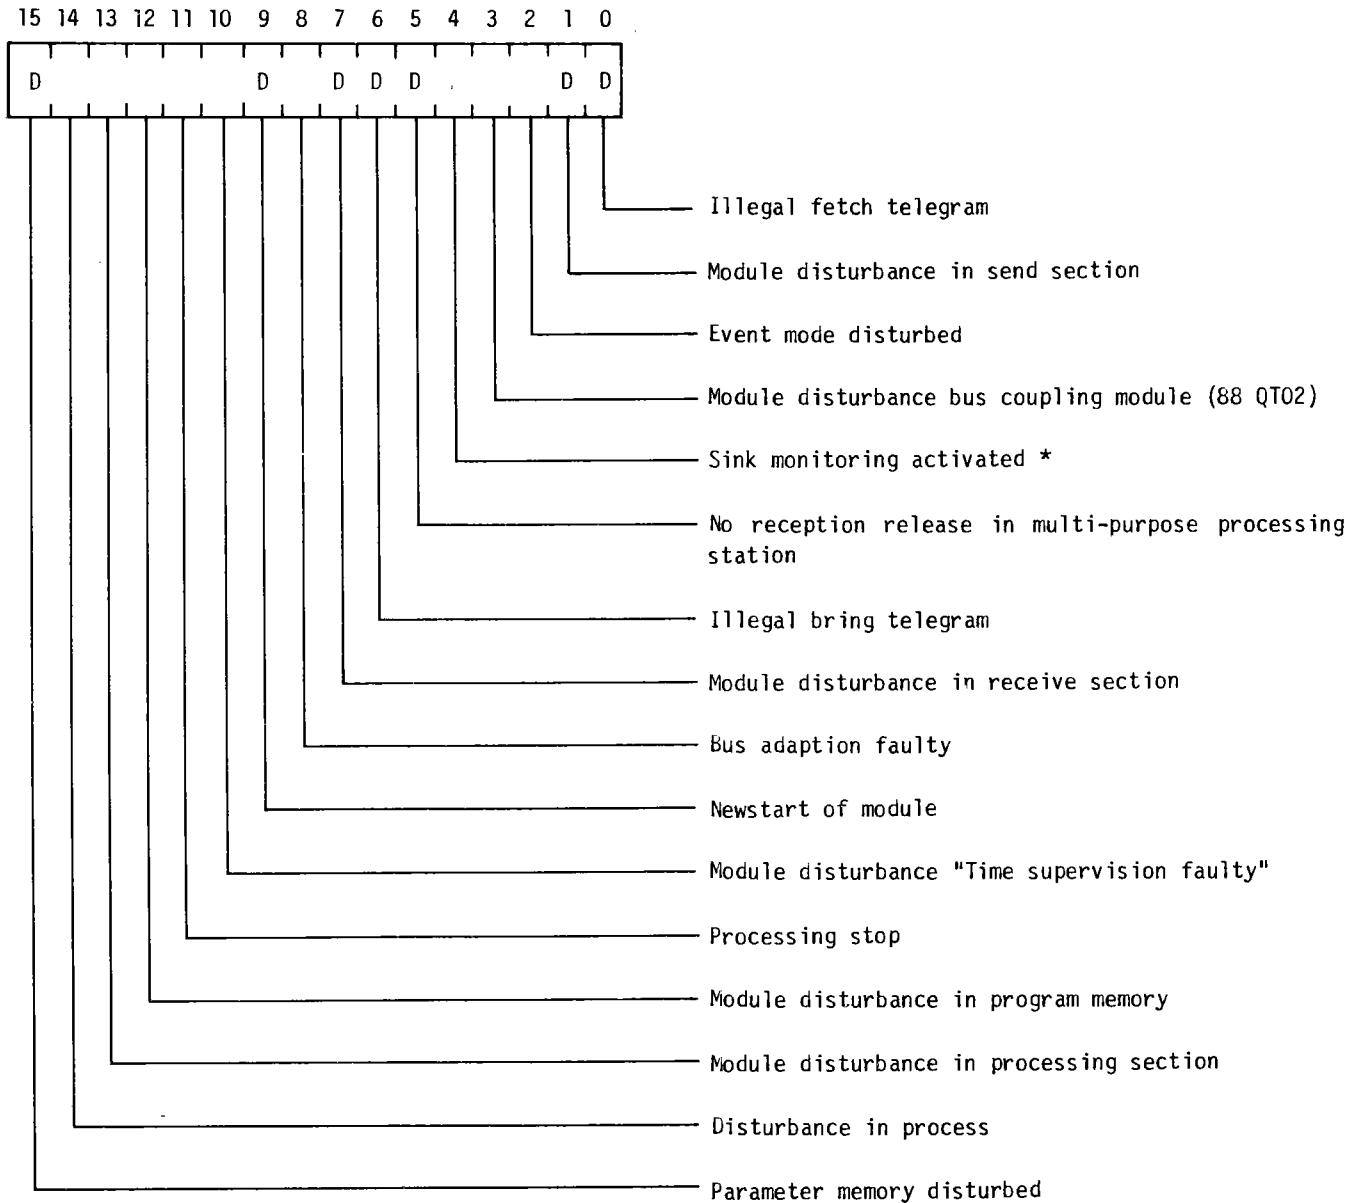 15 14 13 12 11 10 9 8 7 6 5 4 3 2 1 0
D D D D D D D
Illegal fetch telegram
Module disturbance in send section
Event mode disturbed
Module disturbance bus coupling module (88 QT02)
Sink monitoring activated *
No reception release in multi-purpose processing
station
Illegal bring telegram
Module disturbance in receive section
Bus adaption faulty
Newstart of module
Module disturbance "Time supervision faulty"
Processing stop
Module disturbance in program memory
Module disturbance in processing section
Disturbance in process
Parameter memory disturbed